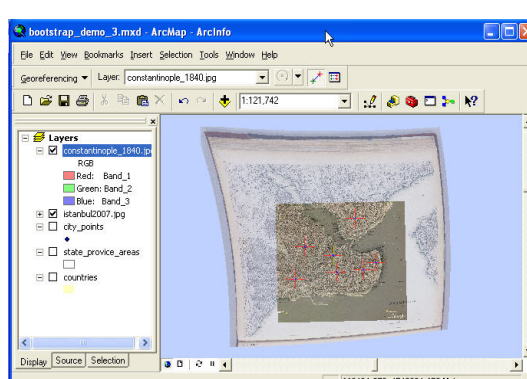 bootstrap_demo_3.mxd - ArcMap - ArcInfo
File Edit View Bookmarks Insert Selection Tools Window Help
Georeferencing Layer: constantinople_1840.jpg
1:121,742
Layers
constantinople_1840.jp
RGB
Red: Band_1
Green: Band_2
Blue: Band_3
istanbul2007.jpg
city_points
state_provice_areas
countries
Display Source Selection